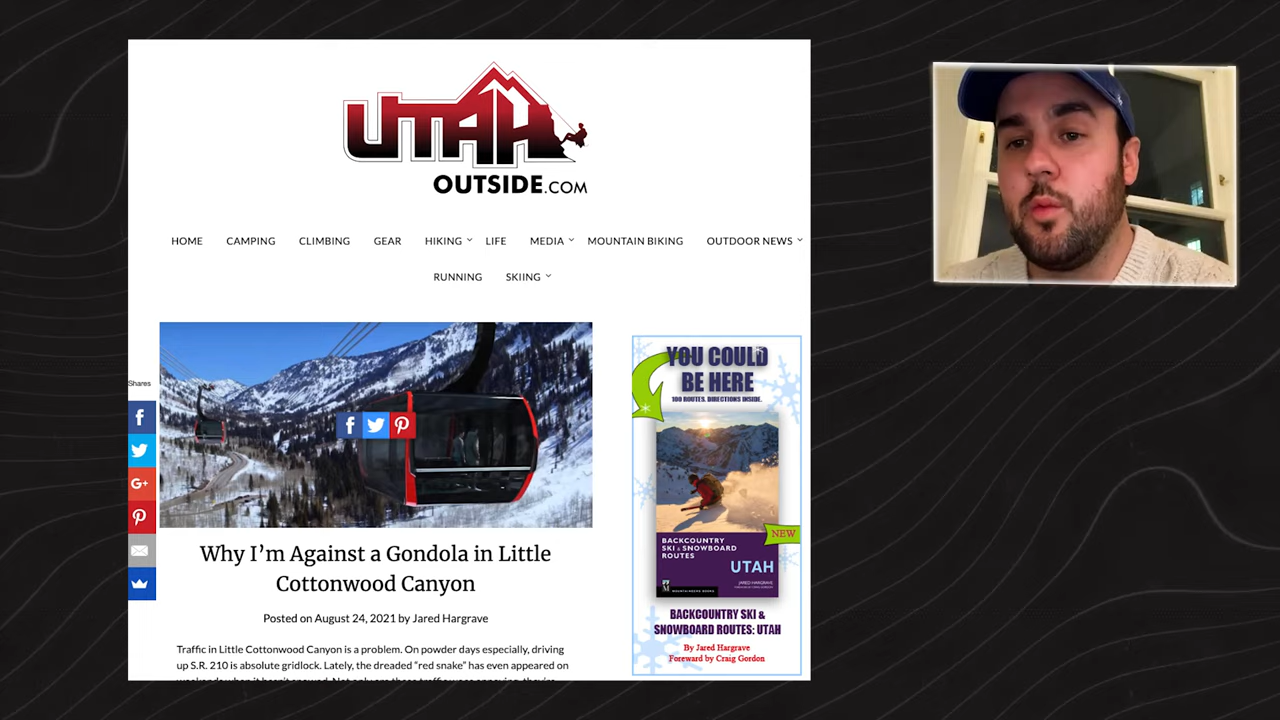 UTAH
OUTSIDE.COM
HOME CAMPING CLIMBING GEAR HIKING LIFE MEDIA MOUNTAIN BIKING OUTDOOR NEWS
RUNNING SKIING
Shares
YOU COULD
BE HERE
100 ROUTES. DIRECTIONS INSIDE.
BACKCOUNTRY
SKI & SNOWBOARD
ROUTES
UTAH
NEW
JARED HARGRAVE
BACKCOUNTRY SKI &
SNOWBOARD ROUTES: UTAH
By Jared Hargrave
Foreword by Craig Gordon
Why I'm Against a Gondola in Little
Cottonwood Canyon
Posted on August 24, 2021 by Jared Hargrave
Traffic in Little Cottonwood Canyon is a problem. On powder days especially, driving
up S.R. 210 is absolute gridlock. Lately, the dreaded "red snake" has even appeared on